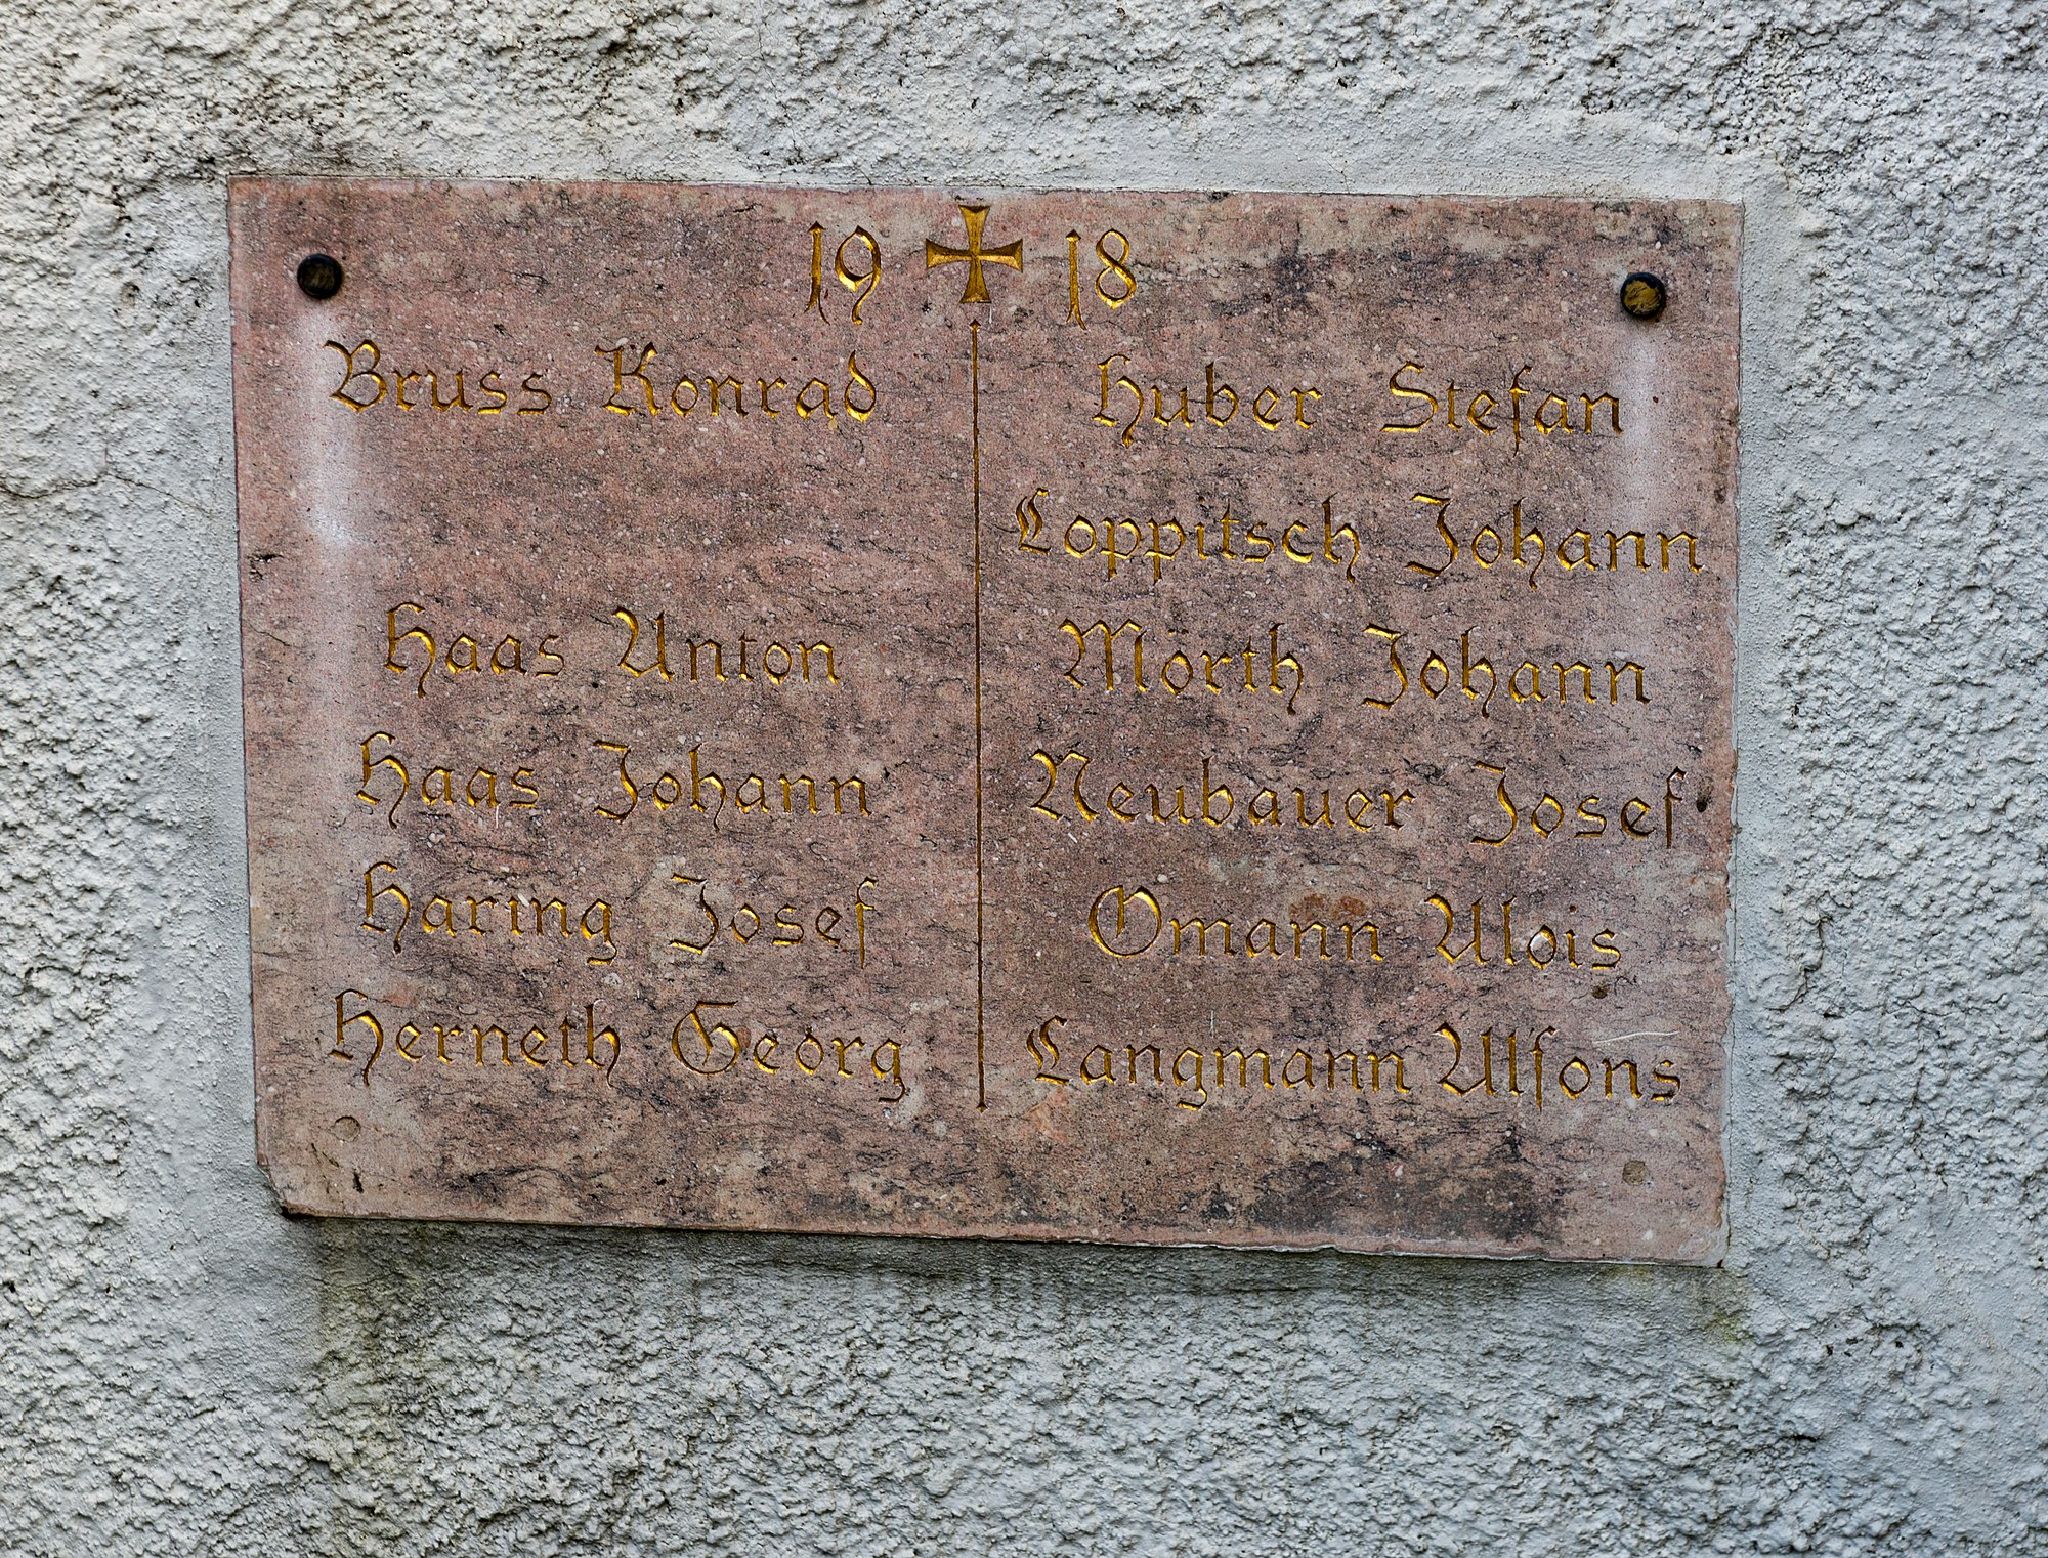 19 18
Bruss Konrad
Haas Anton
Haas Johann
Haring Josef
Herneth Georg
Huber Stefan
Loppitsch Johann
Mörth Johann
Neubauer Josef
Omann Alois
Langmann Alfons